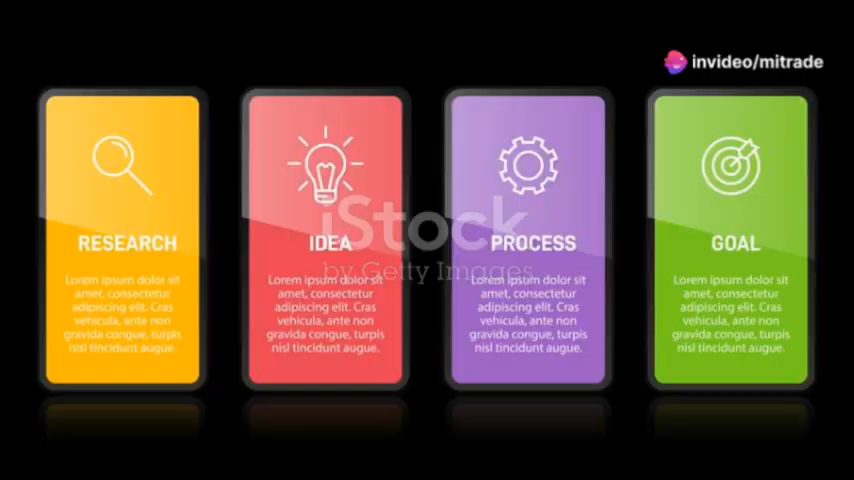 invideo/mitrade
RESEARCH
Lorem ipsum dolor sit
amet, consectetur
adipiscing elit. Cras
vehicula, ante non
gravida congue, turpis
nisl tincidunt augue.
IDEA
Lorem ipsum dolor sit
amet, consectetur
adipiscing elit. Cras
vehicula, ante non
gravida congue, turpis
nisl tincidunt augue.
PROCESS
Lorem ipsum dolor sit
amet, consectetur
adipiscing elit. Cras
vehicula, ante non
gravida congue, turpis
nisl tincidunt augue.
GOAL
Lorem ipsum dolor sit
amet, consectetur
adipiscing elit. Cras
vehicula, ante non
gravida congue, turpis
nisl tincidunt augue.
iStock
by Getty Images